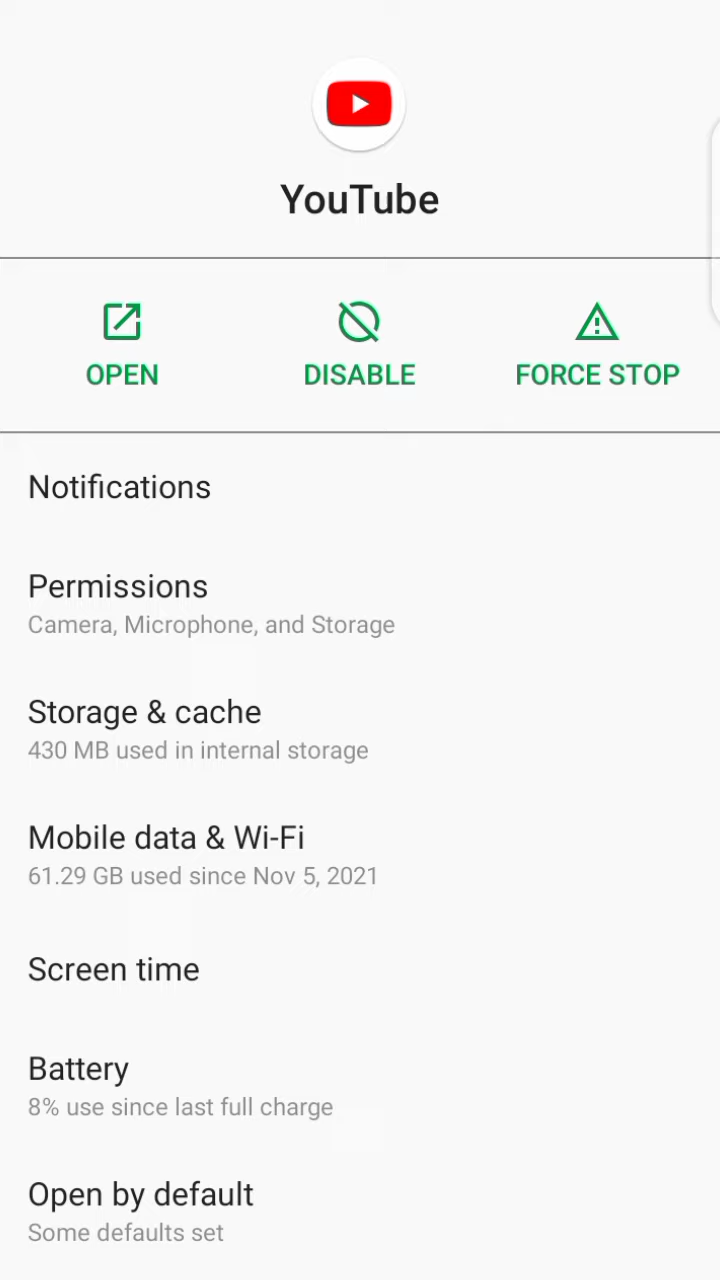 YouTube
OPEN
DISABLE
FORCE STOP
Notifications
Permissions
Camera, Microphone, and Storage
Storage & cache
430 MB used in internal storage
Mobile data & Wi-Fi
61.29 GB used since Nov 5, 2021
Screen time
Battery
8% use since last full charge
Open by default
Some defaults set